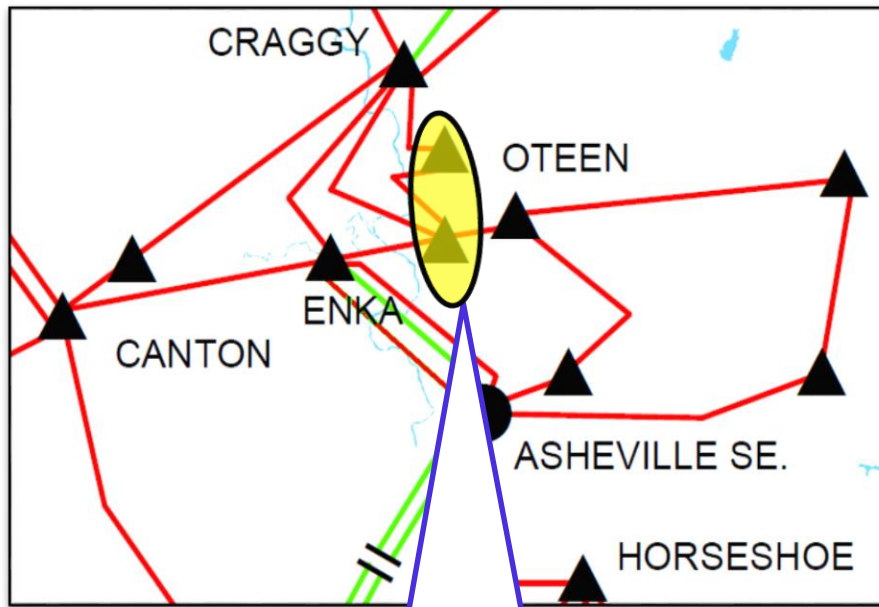 CRAGGY
OTEEN
ENKA
CANTON
ASHEVILLE SE.
HORSESHOE